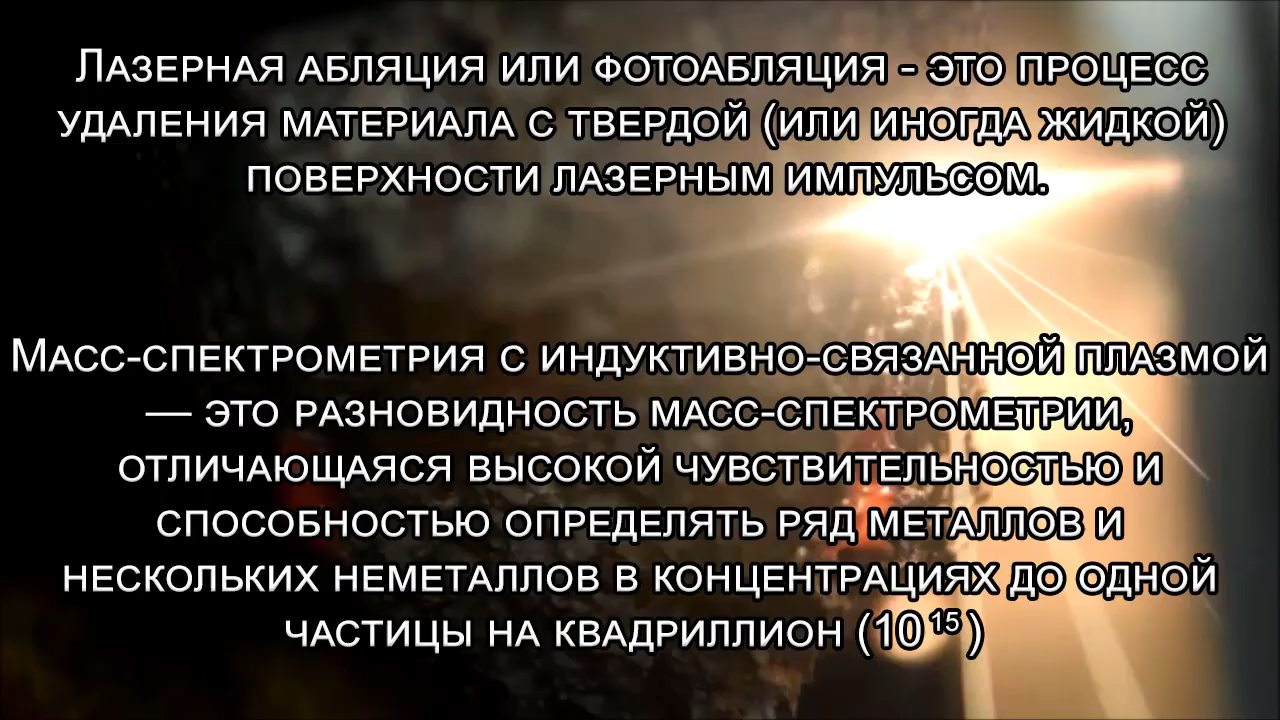 Лазерная абляция или фотоабляция - это процесс
удаления материала с твердой (или иногда жидкой)
поверхности лазерным импульсом.
Масс-спектрометрия с индуктивно-связанной плазмой
— это разновидность масс-спектрометрии,
отличающаяся высокой чувствительностью и
способностью определять ряд металлов и
нескольких неметаллов в концентрациях до одной
частицы на квадриллион (10¹⁵)